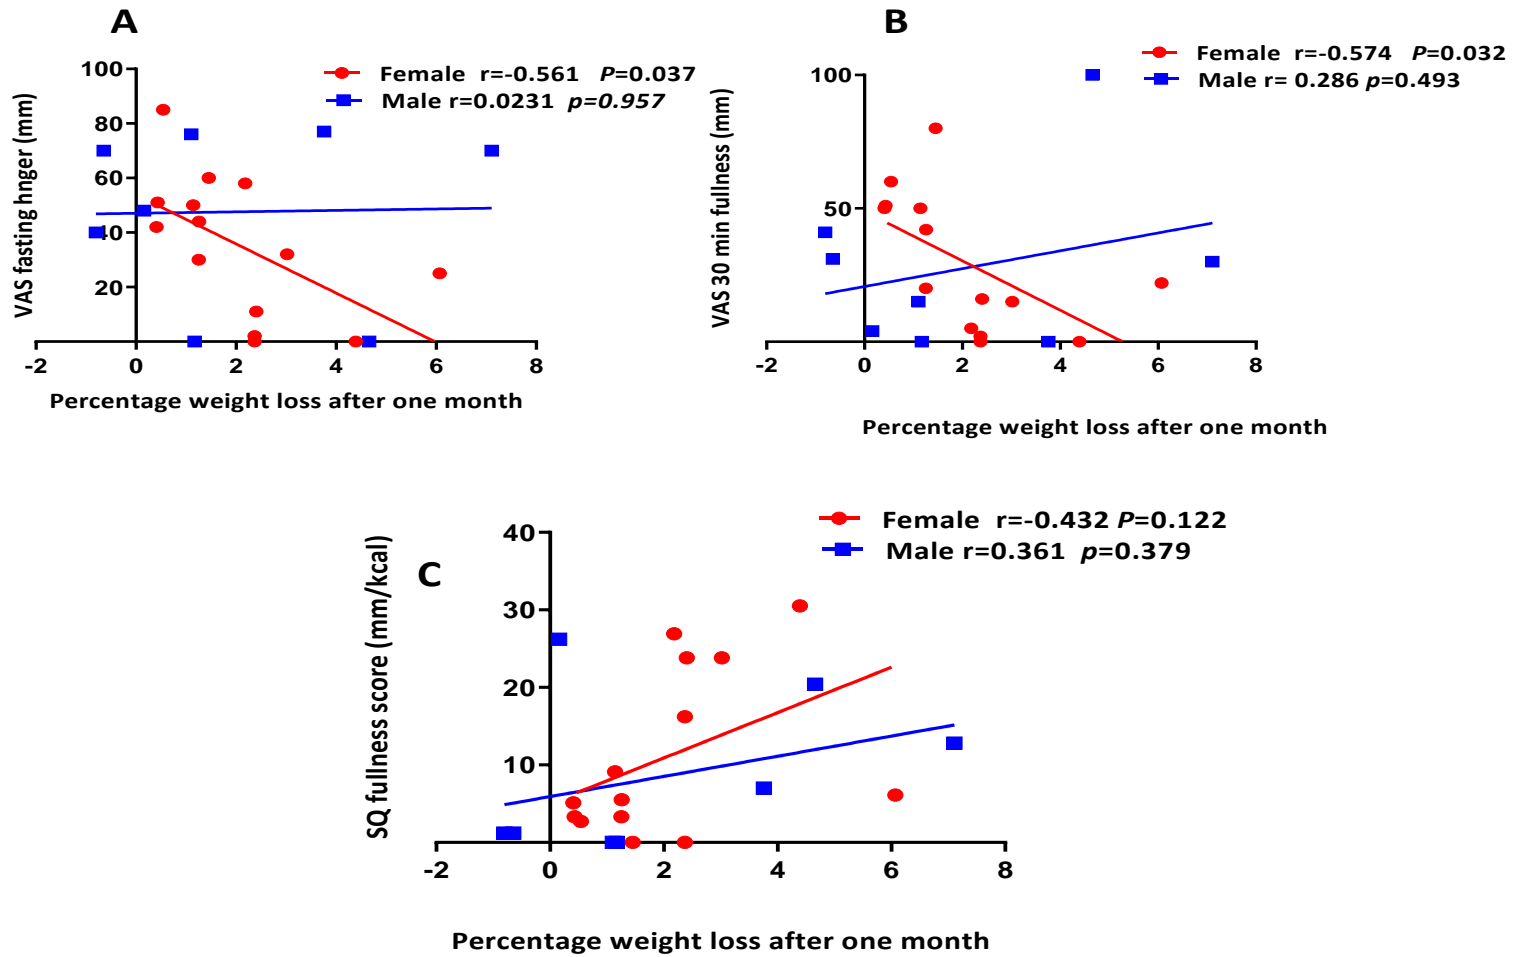 A
Female r=-0.561 P=0.037
Male r=0.0231 p=0.957
VAS fasting hnger (mm)
100
80
60
40
20
-2 0 2 4 6 8
Percentage weight loss after one month
B
Female r=-0.574 P=0.032
Male r= 0.286 p=0.493
VAS 30 min fullness (mm)
100
50
-2 0 2 4 6 8
Percentage weight loss after one month
C
Female r=-0.432 P=0.122
Male r=0.361 p=0.379
SQ fullness score (mm/kcal)
40
30
20
10
-2 0 2 4 6 8
Percentage weight loss after one month